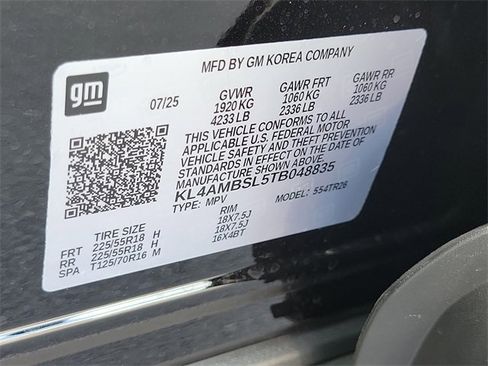 gm
MFD BY GM KOREA COMPANY
07/25
GVWR GAWR FRT GAWR RR
1920 KG 1060 KG 1060 KG
4233 LB 2336 LB 2336 LB
THIS VEHICLE CONFORMS TO ALL
APPLICABLE U.S. FEDERAL MOTOR
VEHICLE SAFETY AND THEFT PREVENTION
STANDARDS IN EFFECT ON THE DATE OF
MANUFACTURE SHOWN ABOVE.
KL4AMBSL5TB048835
TYPE: MPV MODEL: 5S4TR26
TIRE SIZE RIM
FRT 225/55R18 H 18X7.5J
RR 225/55R18 H 18X7.5J
SPA T125/70R16 M 16X4BT